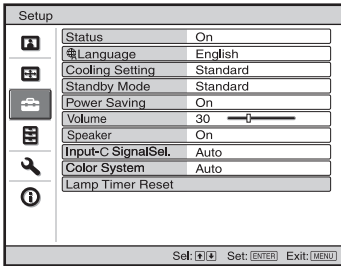 Setup
Status On
Language English
Cooling Setting Standard
Standby Mode Standard
Power Saving On
Volume 30
Speaker On
Input-C SignalSel. Auto
Color System Auto
Lamp Timer Reset
Sel: Set: ENTER Exit: MENU